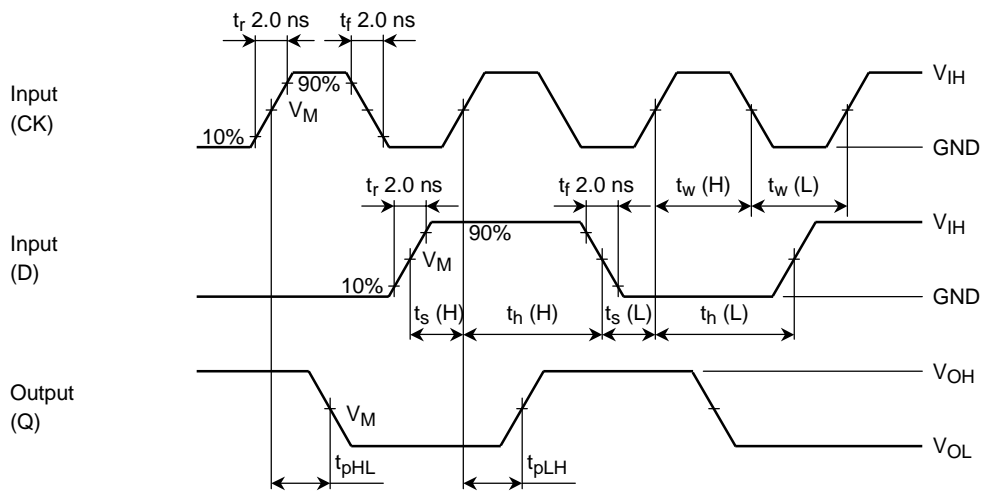 tr 2.0 ns
tf 2.0 ns
Input
(CK)
90%
VM
10%
VIH
GND
tr 2.0 ns
tf 2.0 ns
tw (H)
tw (L)
Input
(D)
90%
VM
10%
VIH
GND
ts (H)
th (H)
ts (L)
th (L)
Output
(Q)
VM
VOH
VOL
tpHL
tpLH